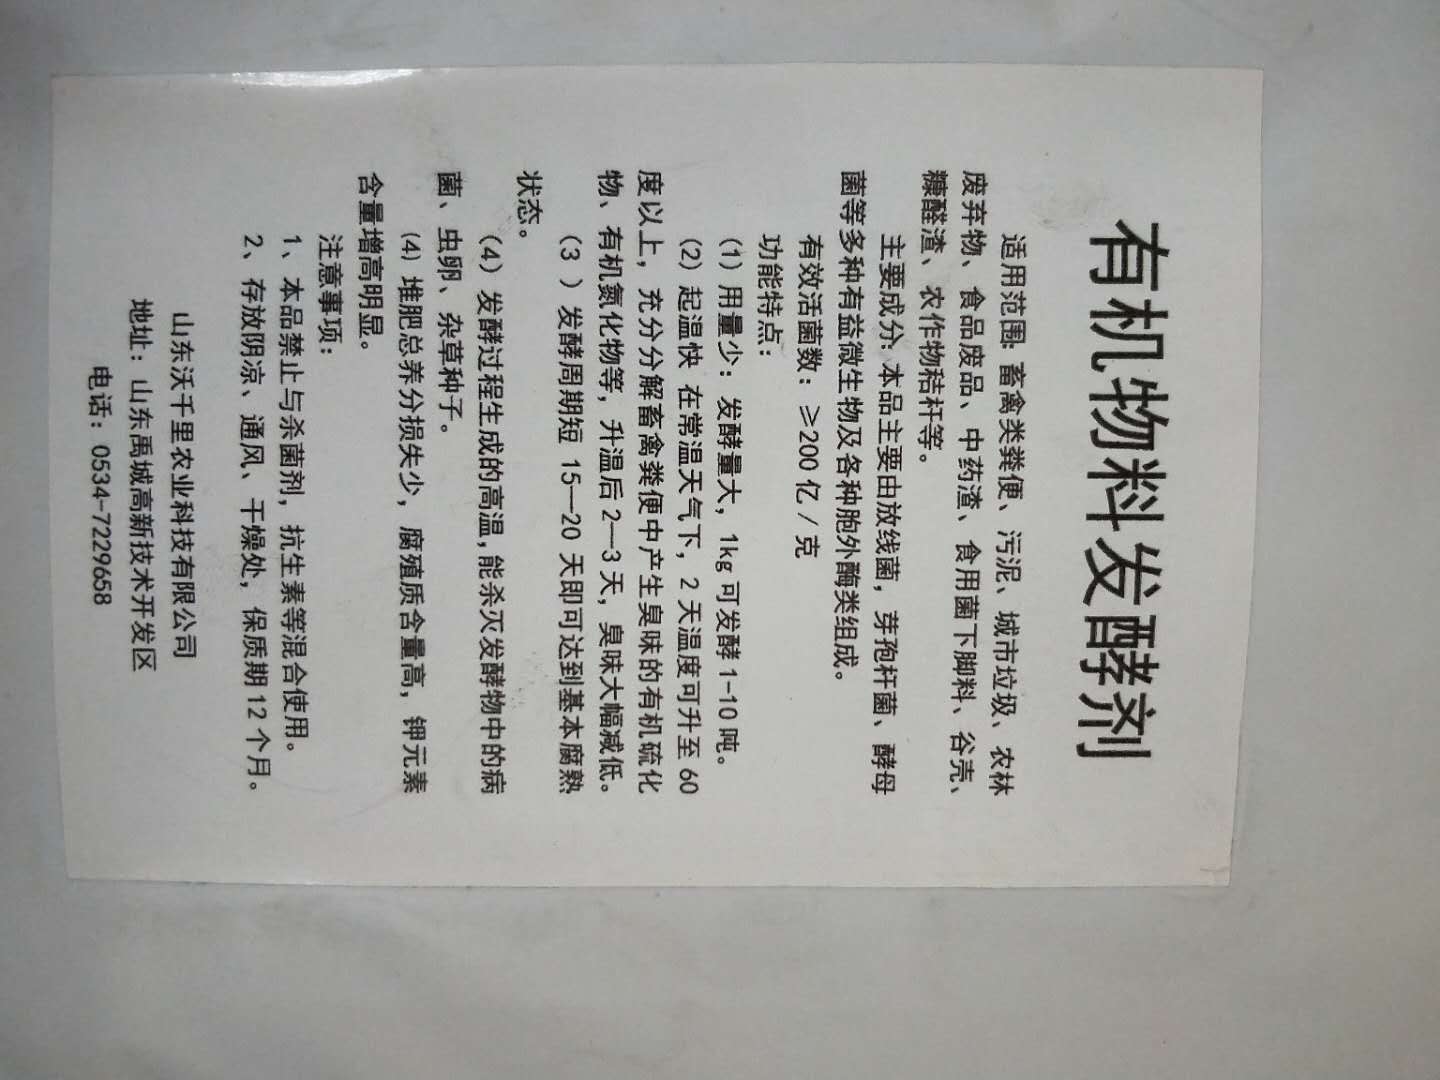 有机物料发酵剂
适用范围: 畜禽类粪便、污泥、城市垃圾、农林
废弃物、食品废品、中药渣、食用菌下脚料、谷壳、
糠醛渣、农作物秸秆等。
主要成分: 本品主要由放线菌，芽孢杆菌、酵母
菌等多种有益微生物及各种胞外酶类组成。
有效活菌数：≥200 亿 / 克
功能特点：
（1）用量少：发酵量大，1kg 可发酵 1-10 吨。
（2）起温快 在常温天气下，2 天温度可升至 60
度以上，充分分解畜禽粪便中产生臭味的有机硫化
物、有机氮化物等，升温后 2—3 天，臭味大幅减低。
（3 ）发酵周期短 15—20 天即可达到基本腐熟
状态。
（4）发酵过程生成的高温,能杀灭发酵物中的病
菌、虫卵、杂草种子。
（4）堆肥总养分损失少，腐殖质含量高，钾元素
含量增高明显。
注意事项：
1、本品禁止与杀菌剂，抗生素等混合使用。
2、存放阴凉、通风、干燥处，保质期 12 个月。
山东沃千里农业科技有限公司
地址：山东禹城高新技术开发区
电话：0534-7229658